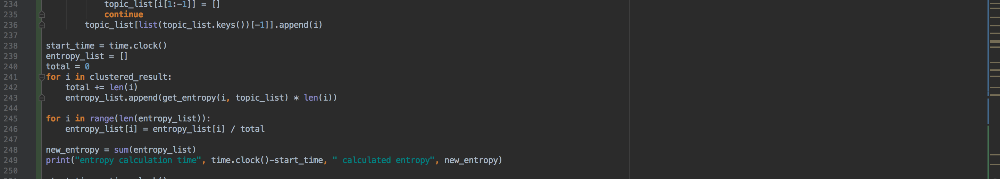 234 topic_list[i[1:-1]] = []
235 continue
236 topic_list[list(topic_list.keys())[-1]].append(i)
237
238 start_time = time.clock()
239 entropy_list = []
240 total = 0
241 for i in clustered_result:
242 total += len(i)
243 entropy_list.append(get_entropy(i, topic_list) * len(i))
244
245 for i in range(len(entropy_list)):
246 entropy_list[i] = entropy_list[i] / total
247
248 new_entropy = sum(entropy_list)
249 print("entropy calculation time", time.clock()-start_time, " calculated entropy", new_entropy)
250